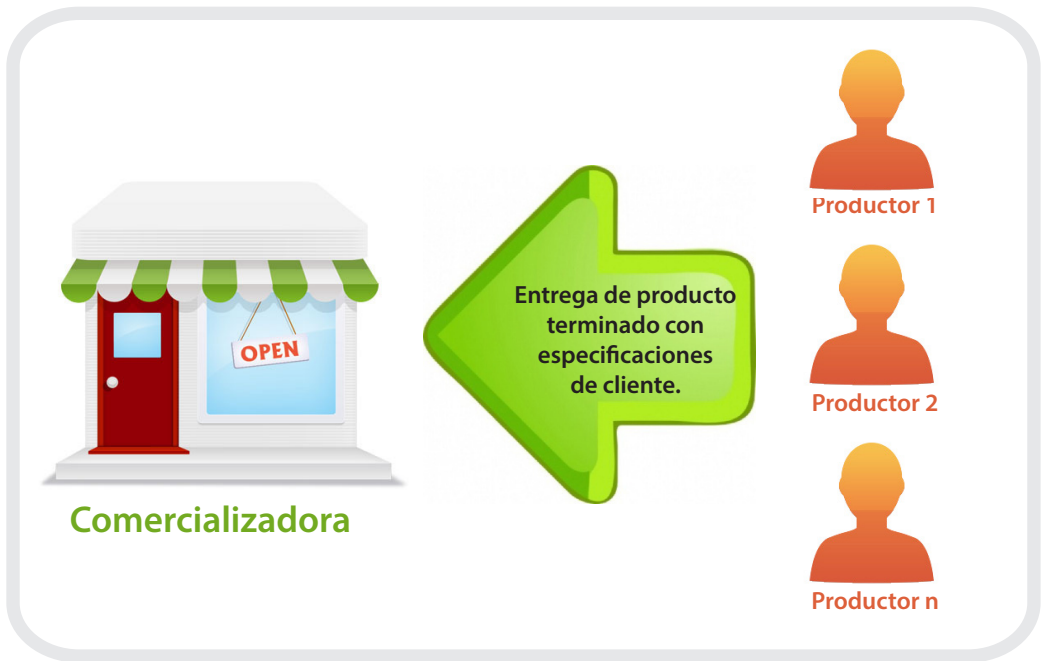 Productor 1
Entrega de producto
terminado con
especificaciones
de cliente.
OPEN
Productor 2
Comercializadora
Productor n